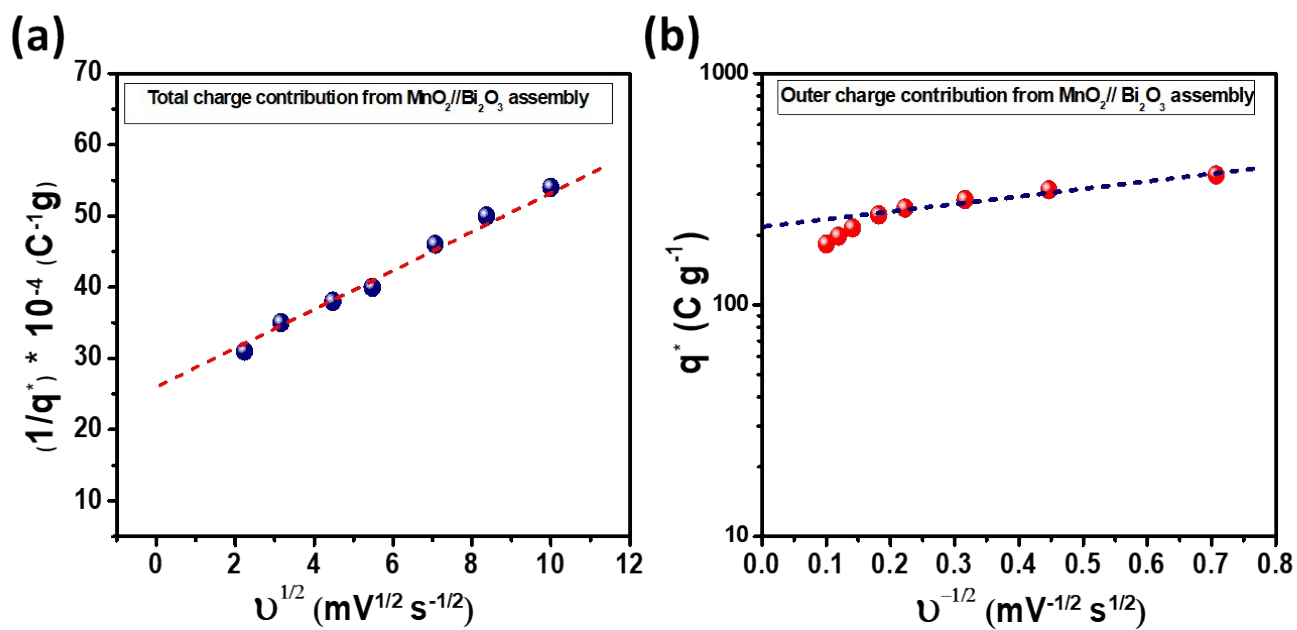 (a)
Total charge contribution from MnO₂//Bi₂O₃ assembly
70
60
50
40
30
20
10
(1/q*) * 10⁻⁴ (C⁻¹g)
0 2 4 6 8 10 12
υ¹/² (mV¹/² s⁻¹/²)
(b)
Outer charge contribution from MnO₂// Bi₂O₃ assembly
1000
100
10
q* (C g⁻¹)
0.0 0.1 0.2 0.3 0.4 0.5 0.6 0.7 0.8
υ⁻¹/² (mV⁻¹/² s¹/²)